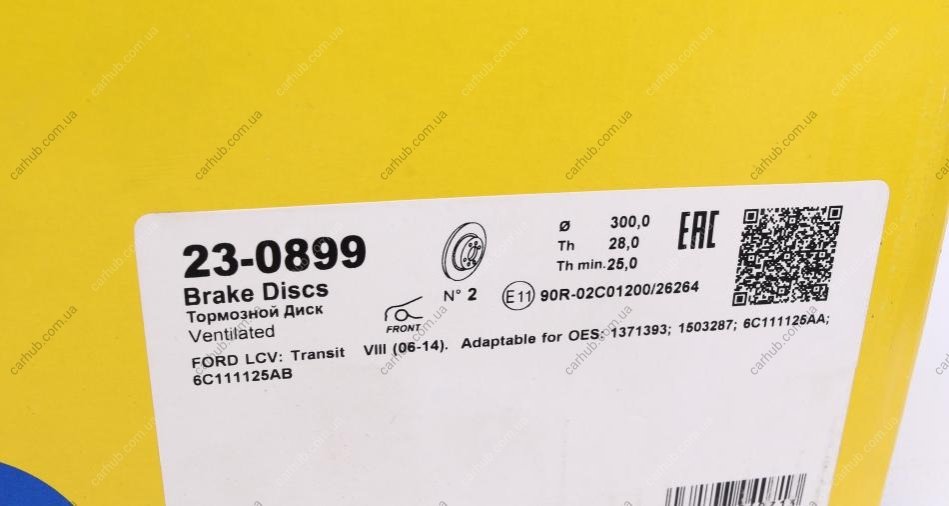 23-0899
Brake Discs
Тормозной Диск
Ventilated
FRONT
N° 2
Ø 300,0
Th 28,0
Th min. 25,0
E11 90R-02C01200/26264
EAC
FORD LCV: Transit VIII (06-14). Adaptable for OES: 1371393; 1503287; 6C111125AA;
6C111125AB
carhub.com.ua